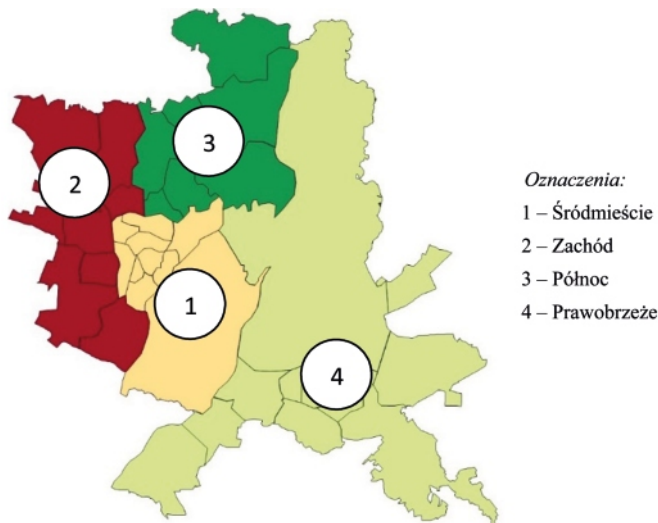 3
2
1
4
Oznaczenia:
1 – Śródmieście
2 – Zachód
3 – Północ
4 – Prawobrzeże